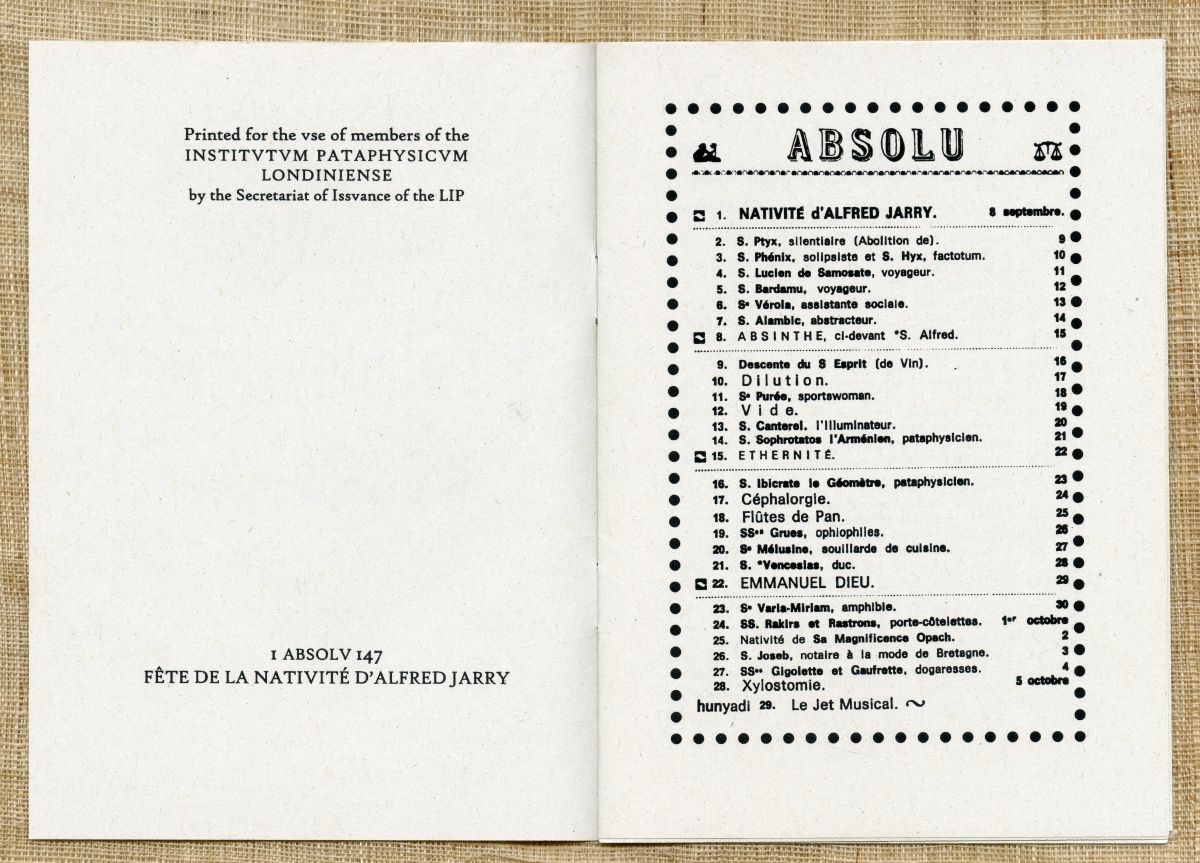 Printed for the vse of members of the
INSTITVTVM PATAPHYSICVM
LONDINIENSE
by the Secretariat of Issvance of the LIP
1 ABSOLV 147
FÊTE DE LA NATIVITÉ D'ALFRED JARRY
ABSOLU
1. NATIVITÉ d'ALFRED JARRY. 8 septembre.
2. S. Ptyx, silentiaire (Abolition de). 9
3. S. Phénix, solipsiste et S. Hyx, factotum. 10
4. S. Lucien de Samosate, voyageur. 11
5. S. Bardamu, voyageur. 12
6. Sᵉ Vérola, assistante sociale. 13
7. S. Alambic, abstracteur. 14
8. ABSINTHE, ci-devant *S. Alfred. 15
9. Descente du S Esprit (de Vin). 16
10. Dilution. 17
11. Sᵉ Purée, sportswoman. 18
12. Vide. 19
13. S. Canterel, l'Illuminateur. 20
14. S. Sophrotatos l'Arménien, pataphysicien. 21
15. ETHERNITÉ. 22
16. S. Ibicrate le Géomètre, pataphysicien. 23
17. Céphalorgie. 24
18. Flûtes de Pan. 25
19. SSᵉˢ Grues, ophiophiles. 26
20. Sᵉ Mélusine, souillarde de cuisine. 27
21. S. *Venceslas, duc. 28
22. EMMANUEL DIEU. 29
23. Sᵉ Varia-Miriam, amphibie. 30
24. SS. Rakirs et Rastrons, porte-côtelettes. 1ᵉʳ octobre
25. Nativité de Sa Magnificence Opach. 2
26. S. Joseb, notaire à la mode de Bretagne. 3
27. SSᵉˢ Gigolette et Gaufrette, dogaresses. 4
28. Xylostomie. 5 octobre
hunyadi 29. Le Jet Musical. ~